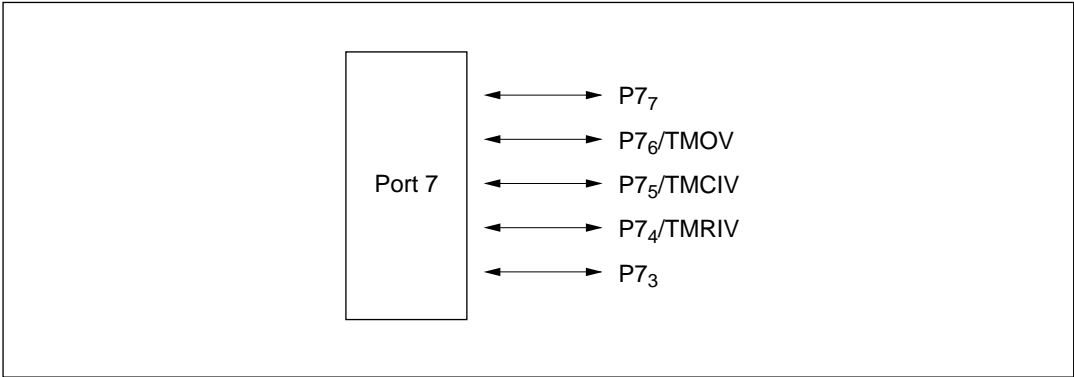 P7₇
P7₆/TMOV
Port 7
P7₅/TMCIV
P7₄/TMRIV
P7₃